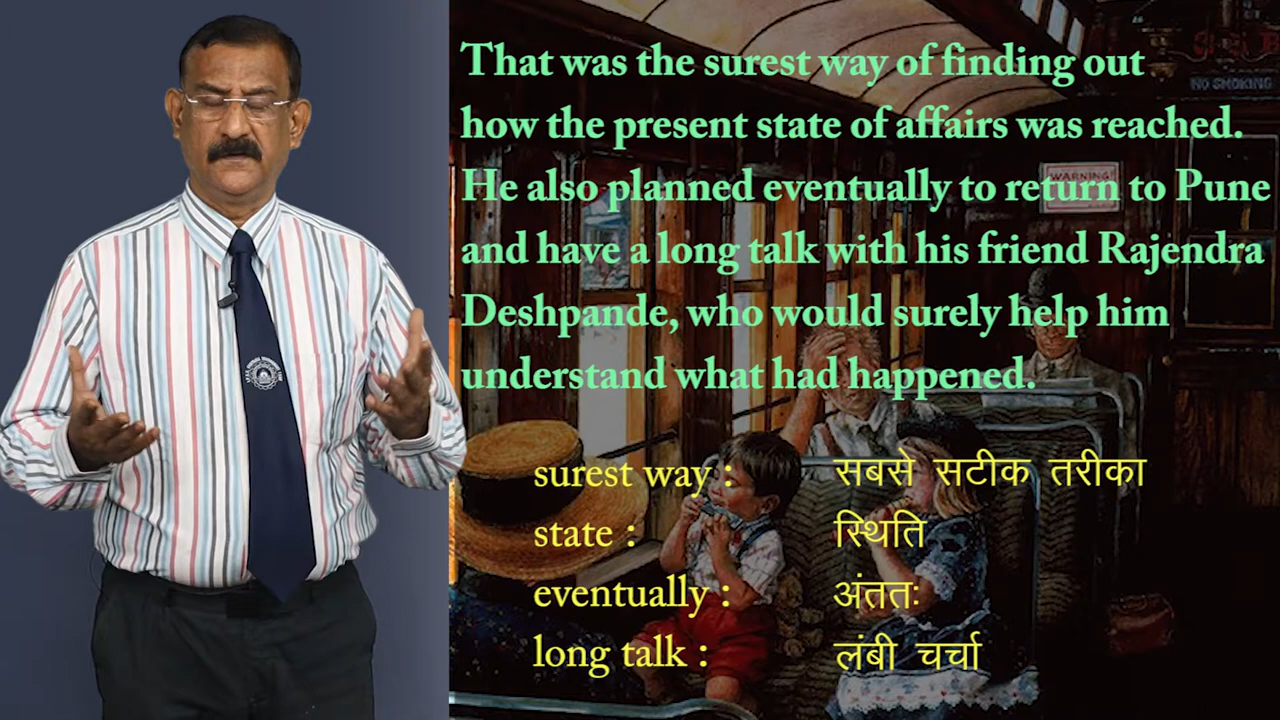 That was the surest way of finding out
how the present state of affairs was reached.
He also planned eventually to return to Pune
and have a long talk with his friend Rajendra
Deshpande, who would surely help him
understand what had happened.
surest way : सबसे सटीक तरीका
state : स्थिति
eventually : अंततः
long talk : लंबी चर्चा
NO SMOKING
WARNING!